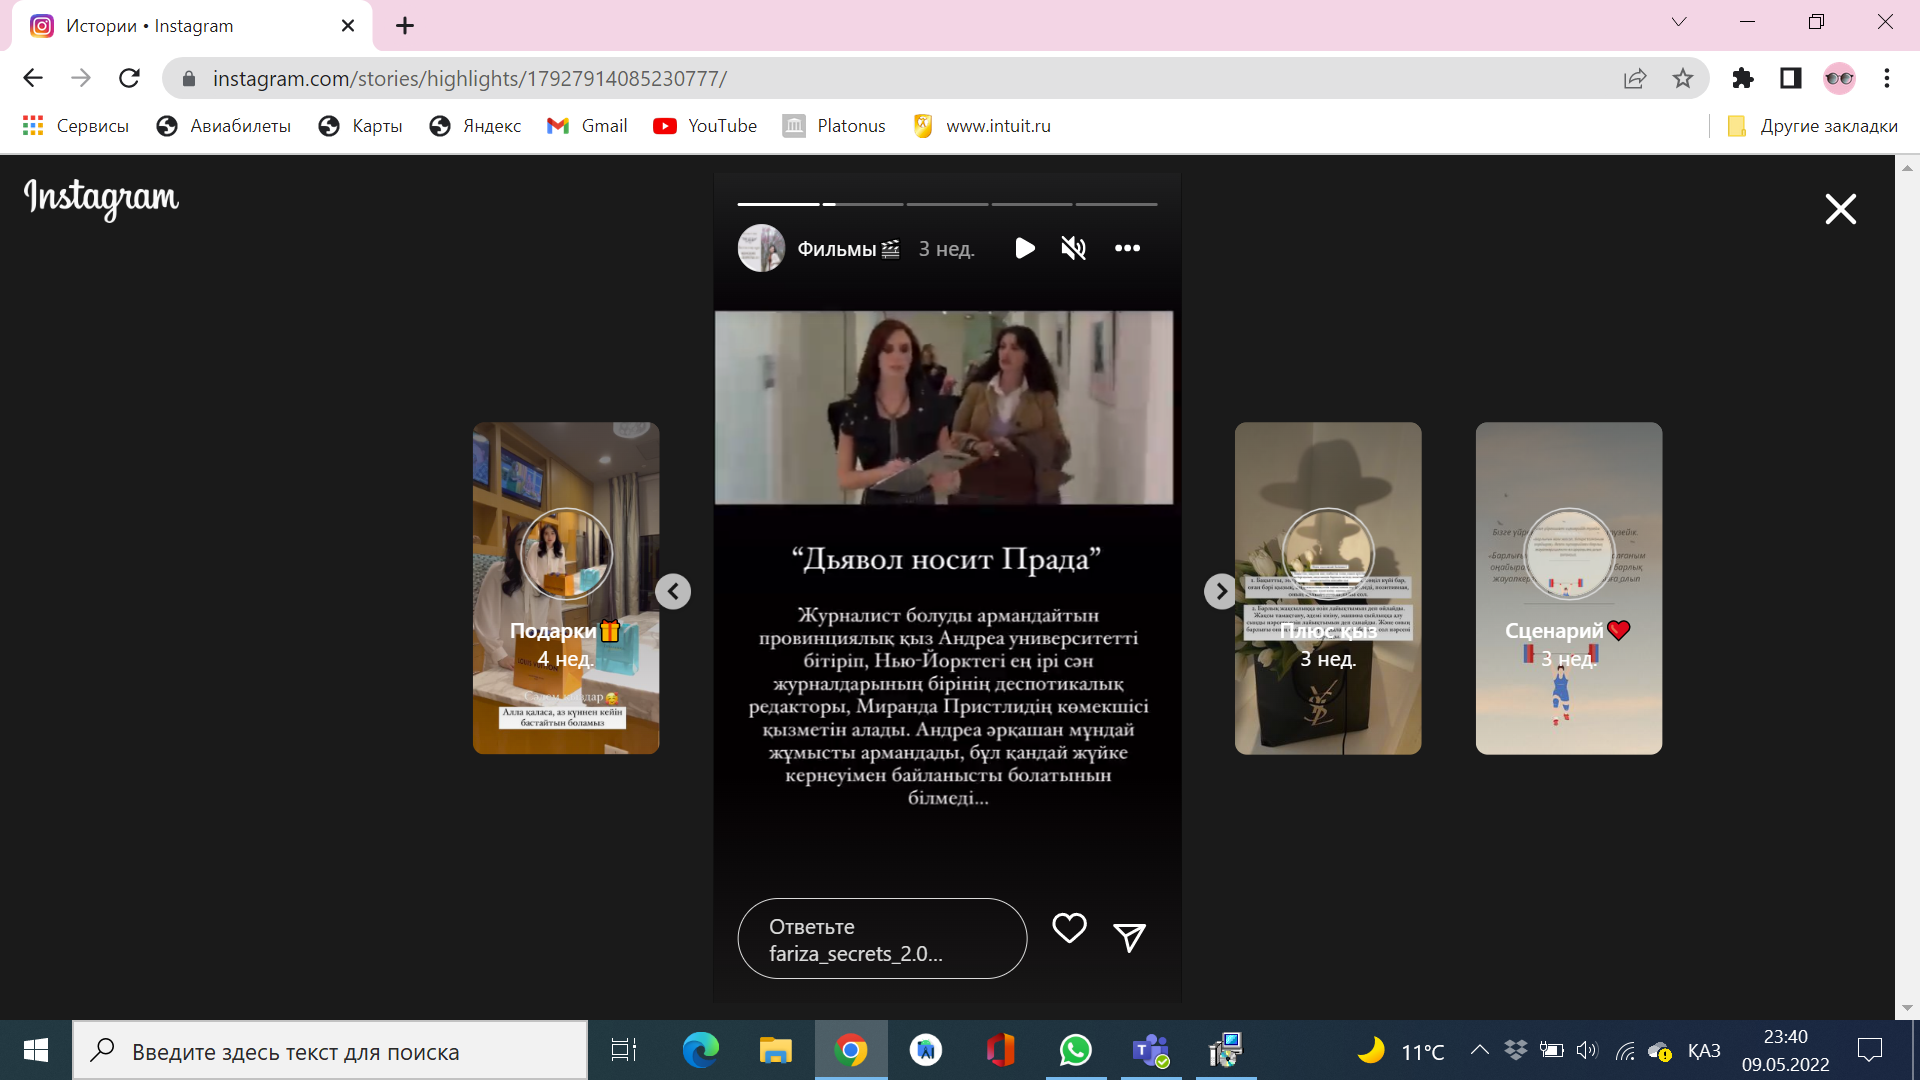 Истории • Instagram
instagram.com/stories/highlights/17927914085230777/
Сервисы
Авиабилеты
Карты
Яндекс
Gmail
YouTube
Platonus
www.intuit.ru
Другие закладки
Instagram
Фильмы🎬 3 нед.
“Дьявол носит Прада”
Журналист болуды армандайтын
провинциялық қыз Андреа университетті
бітіріп, Нью-Йорктегі ең ірі сән
журналдарының бірінің деспотикалық
редакторы, Миранда Пристлидің көмекшісі
қызметін алады. Андреа әрқашан мұндай
жұмысты армандады, бұл қандай жүйке
кернеуімен байланысты болатынын
білмеді...
Ответьте
fariza_secrets_2.0...
Подарки🎁
4 нед.
Алла қаласа, аз күннен кейін
бастайтын боламыз
Плюс қыз
3 нед.
Сценарий❤️
3 нед.
Введите здесь текст для поиска
11°C
ҚАЗ
23:40
09.05.2022